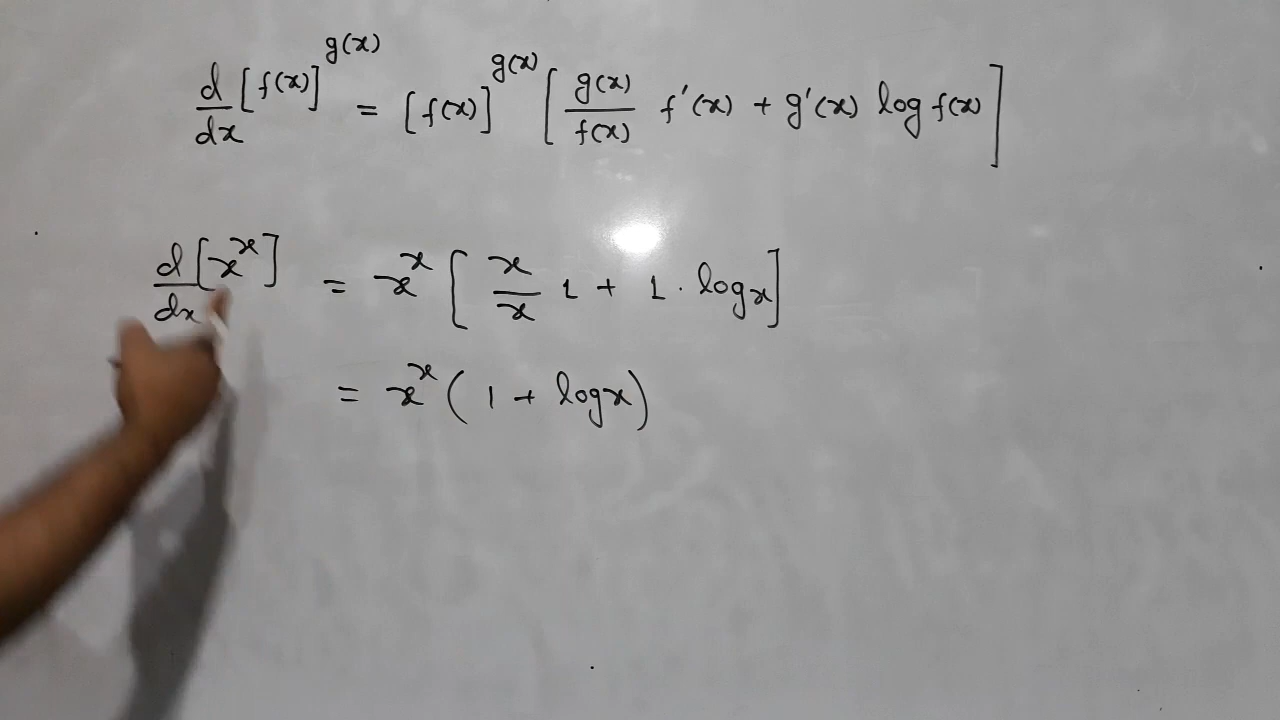 d/dx [f(x)]^g(x) = [f(x)]^g(x) [ g(x)/f(x) f'(x) + g'(x) log f(x) ]
d/dx [x^x] = x^x [ x/x 1 + 1 . log x ]
= x^x ( 1 + log x )